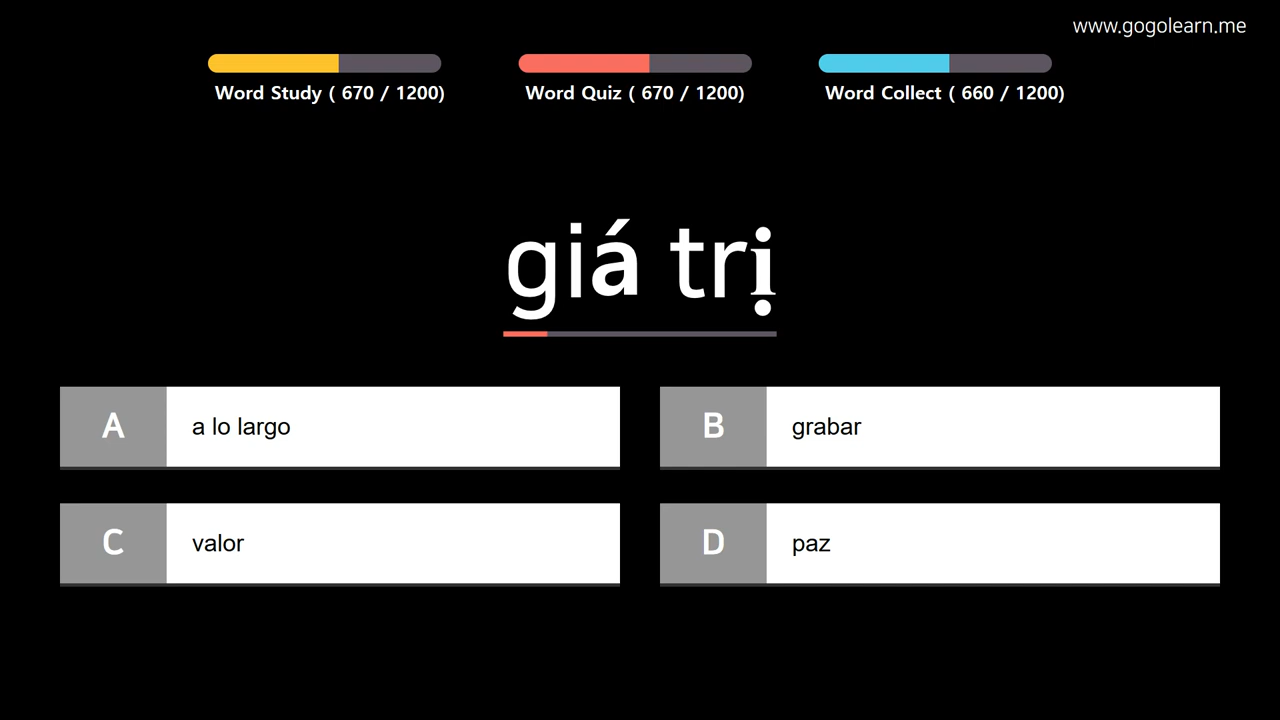 www.gogolearn.me
Word Study ( 670 / 1200)
Word Quiz ( 670 / 1200)
Word Collect ( 660 / 1200)
giá trị
A
a lo largo
B
grabar
C
valor
D
paz